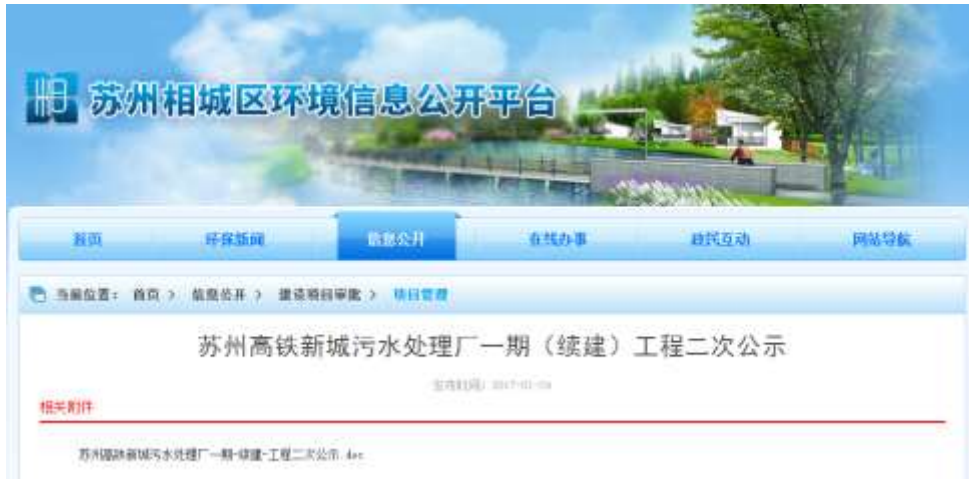 苏州相城区环境信息公开平台
首页 环保新闻 信息公开 在线办事 政民互动 网站导航
当前位置： 首页 > 信息公开 > 建设项目审批 > 项目管理
苏州高铁新城污水处理厂一期（续建）工程二次公示
发布时间：
相关附件
苏州高铁新城污水处理厂一期-续建-工程二次公示.doc